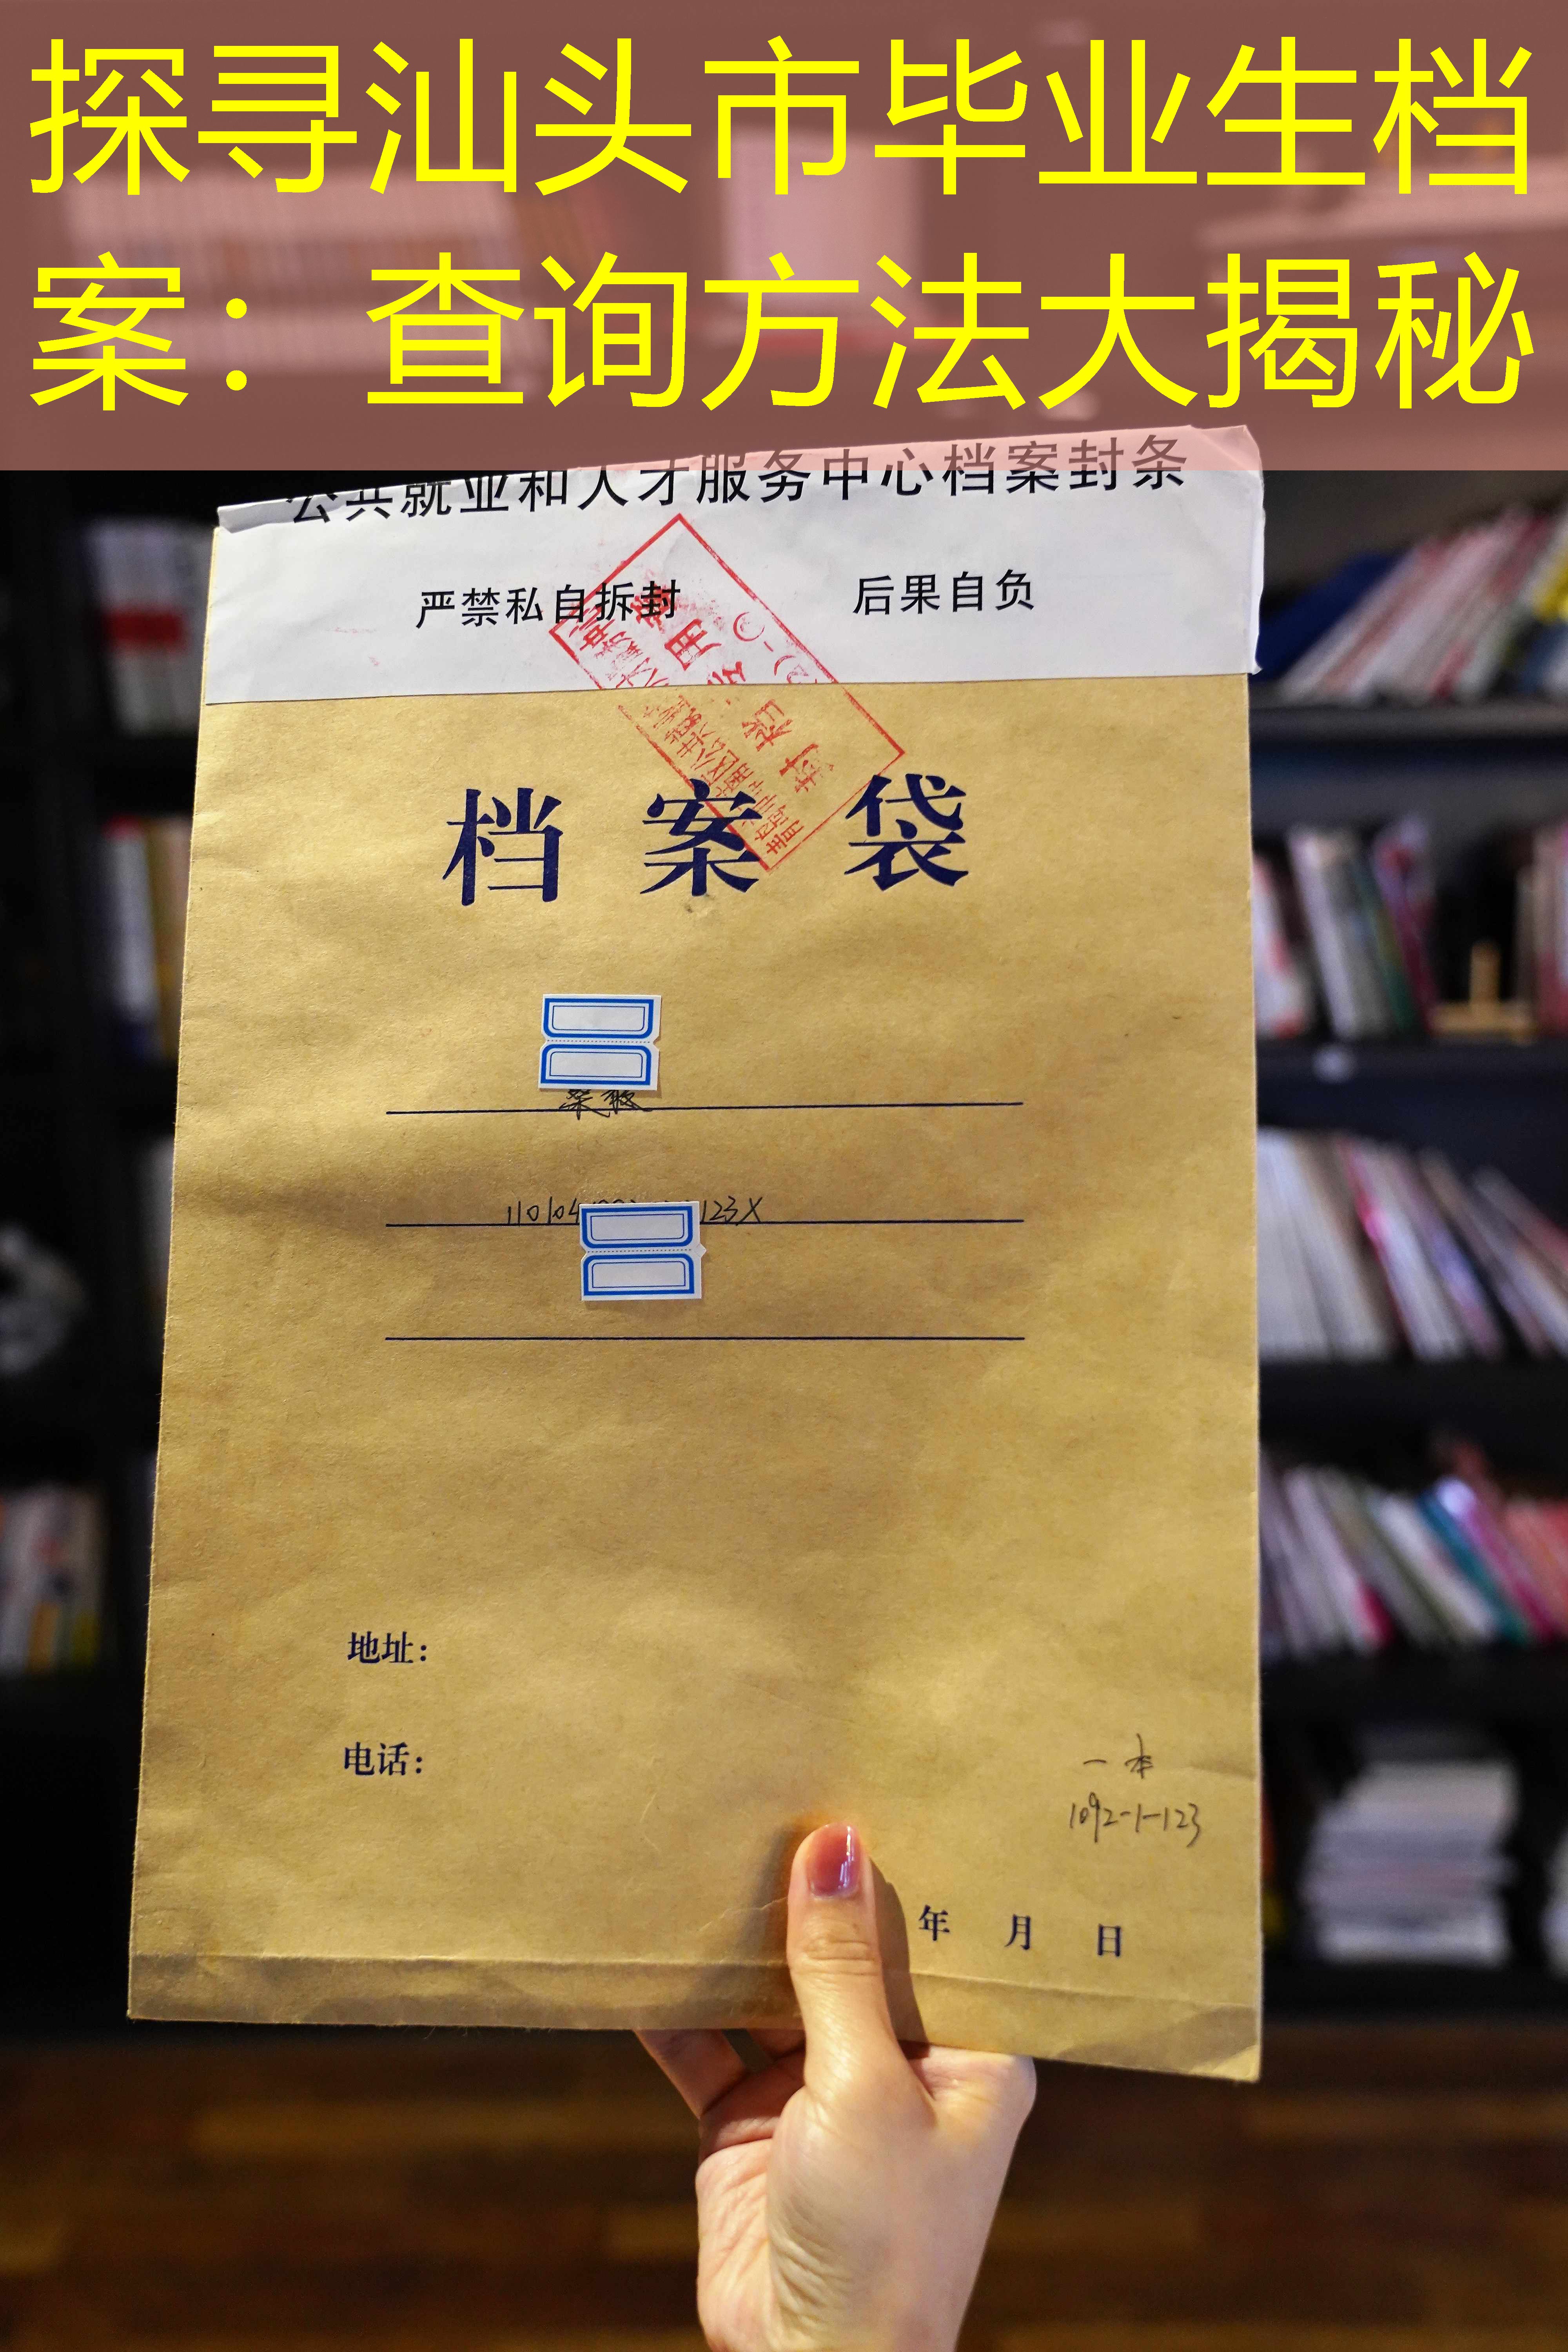 探寻汕头市毕业生档
案：查询方法大揭秘
公共就业和人才服务中心档案封条
严禁私自拆封 后果自负
档案袋
110104 123X
地址：
电话：
一本
1092-1-123
年 月 日